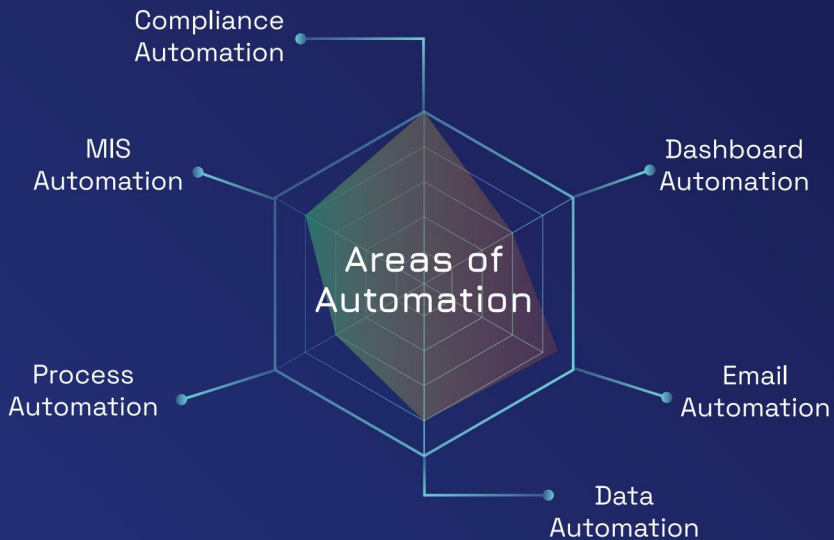 Compliance
Automation
MIS
Automation
Dashboard
Automation
Areas of
Automation
Process
Automation
Email
Automation
Data
Automation